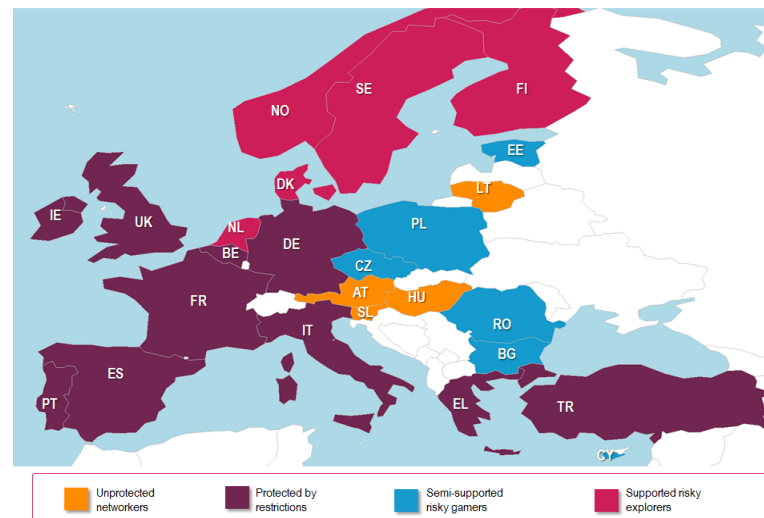 SE
FI
NO
EE
DK
LT
IE
UK
NL
PL
BE
DE
CZ
AT
HU
FR
SL
RO
IT
BG
ES
PT
EL
TR
CY
Unprotected
networkers
Protected by
restrictions
Semi-supported
risky gamers
Supported risky
explorers